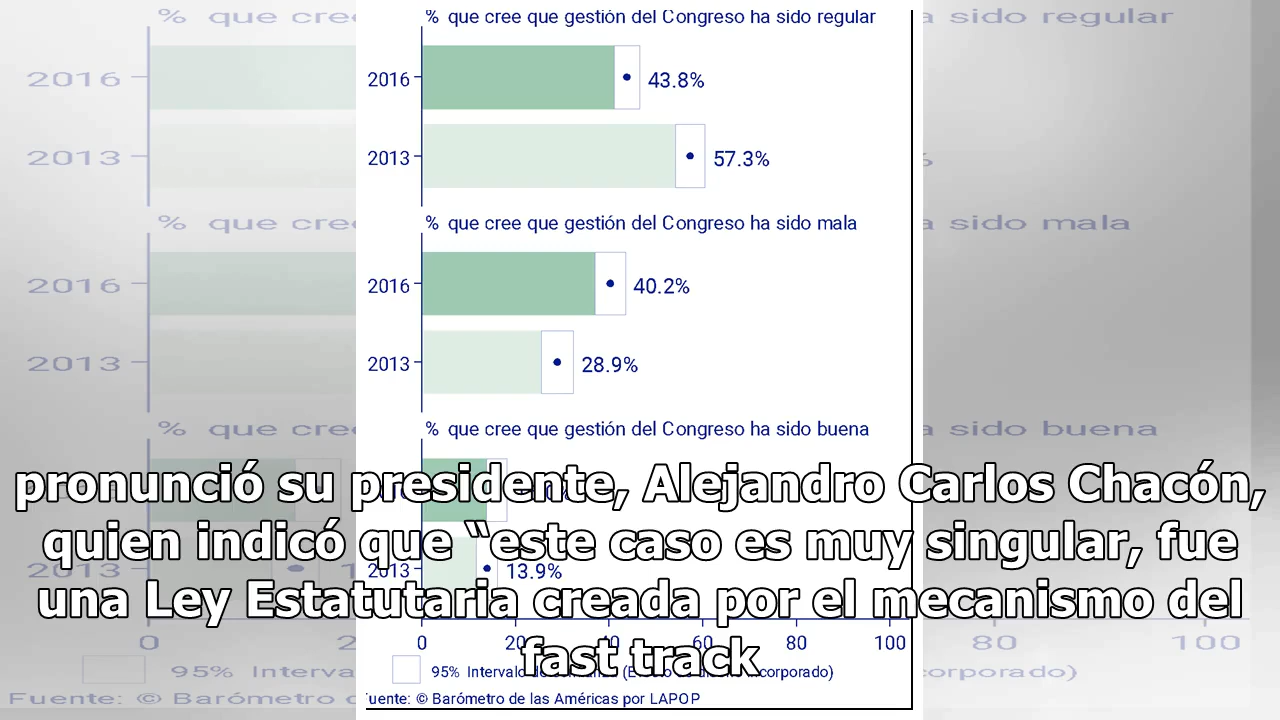 % que cree que gestión del Congreso ha sido regular
2016 43.8%
2013 57.3%
% que cree que gestión del Congreso ha sido mala
2016 40.2%
2013 28.9%
% que cree que gestión del Congreso ha sido buena
pronunció su presidente, Alejandro Carlos Chacón,
quien indicó que “este caso es muy singular, fue
2013 13.9%
una Ley Estatutaria creada por el mecanismo del
0 20 40 60 80 100
fast track
95% Intervalo
Fuente: © Barómetro de las Américas por LAPOP